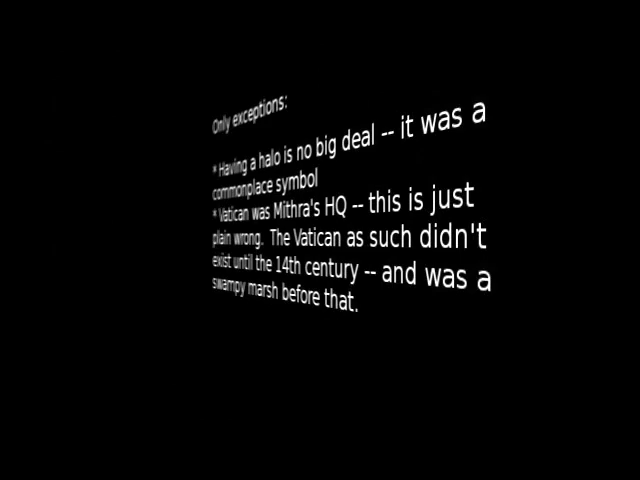 Only exceptions:
* Having a halo is no big deal -- it was a
commonplace symbol
* Vatican was Mithra's HQ -- this is just
plain wrong.  The Vatican as such didn't
exist until the 14th century -- and was a
swampy marsh before that.